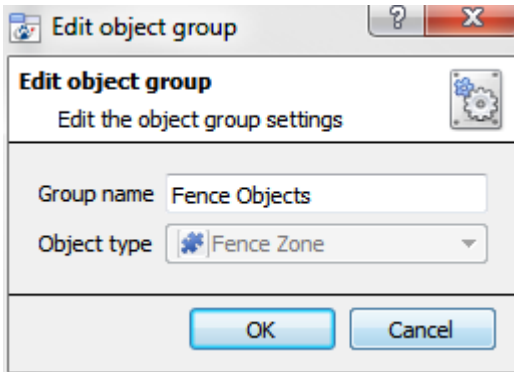 Edit object group
Edit object group
Edit the object group settings
Group name Fence Objects
Object type Fence Zone
OK Cancel